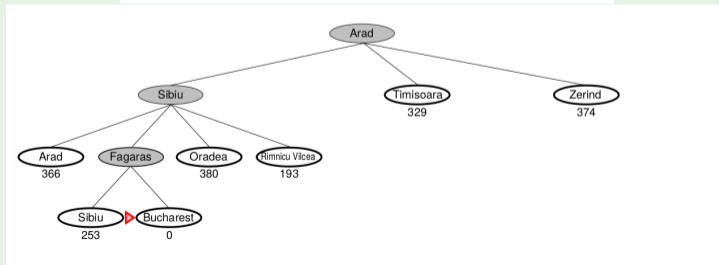 Arad
Sibiu
Timisoara
Zerind
329
374
Arad
Fagaras
Oradea
Rimnicu Vilcea
366
380
193
Sibiu
Bucharest
253
0